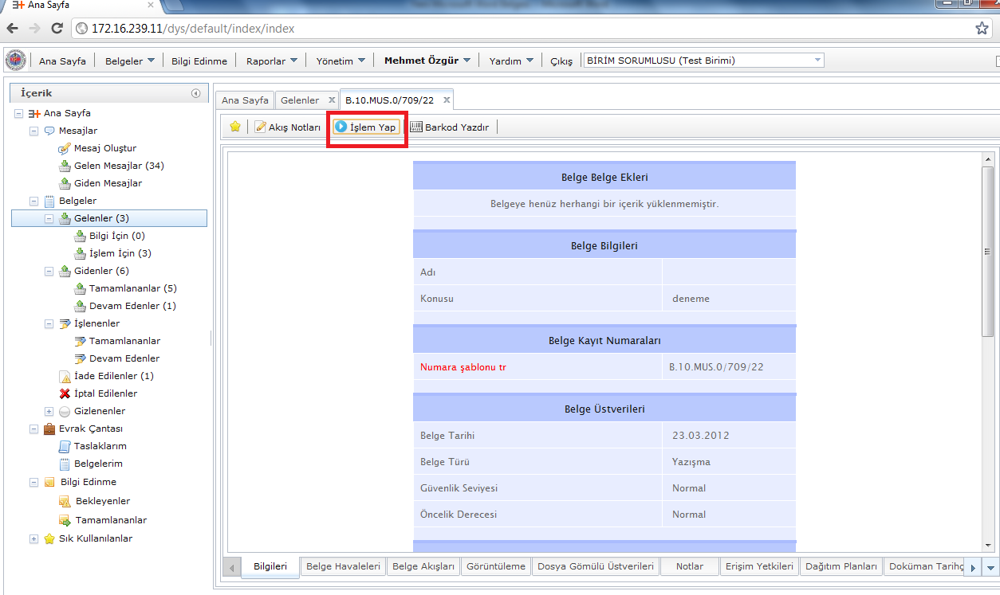 Ana Sayfa
172.16.239.11/dys/default/index/index
Ana Sayfa Belgeler Bilgi Edinme Raporlar Yönetim Mehmet Özgür Yardım Çıkış BİRİM SORUMLUSU (Test Birimi)
İçerik
Ana Sayfa
Mesajlar
Mesaj Oluştur
Gelen Mesajlar (34)
Giden Mesajlar
Belgeler
Gelenler (3)
Bilgi İçin (0)
İşlem İçin (3)
Gidenler (6)
Tamamlananlar (5)
Devam Edenler (1)
İşlenenler
Tamamlananlar
Devam Edenler
İade Edilenler (1)
İptal Edilenler
Gizlenenler
Evrak Çantası
Taslaklarım
Belgelerim
Bilgi Edinme
Bekleyenler
Tamamlananlar
Sık Kullanılanlar
Ana Sayfa Gelenler B.10.MUS.0/709/22
Akış Notları İşlem Yap Barkod Yazdır
Belge Belge Ekleri
Belgeye henüz herhangi bir içerik yüklenmemiştir.
Belge Bilgileri
Adı
Konusu deneme
Belge Kayıt Numaraları
Numara şablonu tr B.10.MUS.0/709/22
Belge Üstverileri
Belge Tarihi 23.03.2012
Belge Türü Yazışma
Güvenlik Seviyesi Normal
Öncelik Derecesi Normal
Bilgileri Belge Havaleleri Belge Akışları Görüntüleme Dosya Gömülü Üstverileri Notlar Erişim Yetkileri Dağıtım Planları Doküman Tarihç